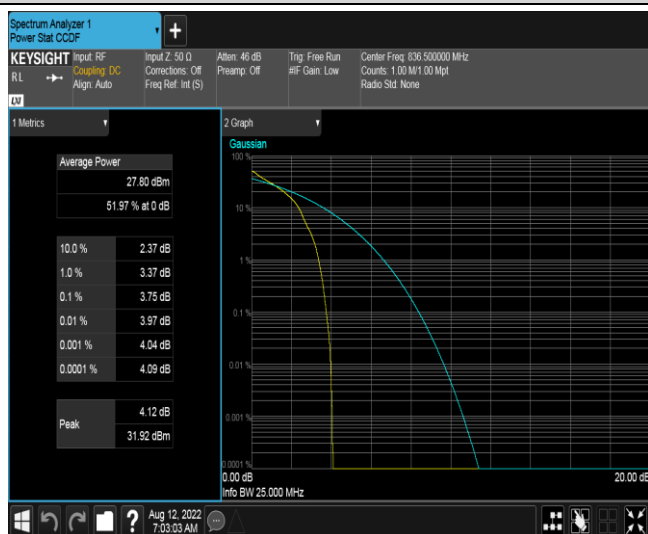 Spectrum Analyzer 1
Power Stat CCDF
+
KEYSIGHT
R L
LXI
Input: RF
Coupling: DC
Align: Auto
Input Z: 50 Ω
Corrections: Off
Freq Ref: Int (S)
Atten: 46 dB
Preamp: Off
Trig: Free Run
#IF Gain: Low
Center Freq: 836.500000 MHz
Counts: 1.00 M/1.00 Mpt
Radio Std: None
1 Metrics
Average Power
27.80 dBm
51.97 % at 0 dB
10.0 % 2.37 dB
1.0 % 3.37 dB
0.1 % 3.75 dB
0.01 % 3.97 dB
0.001 % 4.04 dB
0.0001 % 4.09 dB
Peak
4.12 dB
31.92 dBm
2 Graph
Gaussian
100 %
10 %
1 %
0.1 %
0.01 %
0.001 %
0.0001 %
0.00 dB
20.00 dB
Info BW 25.000 MHz
?
Aug 12, 2022
7:03:03 AM